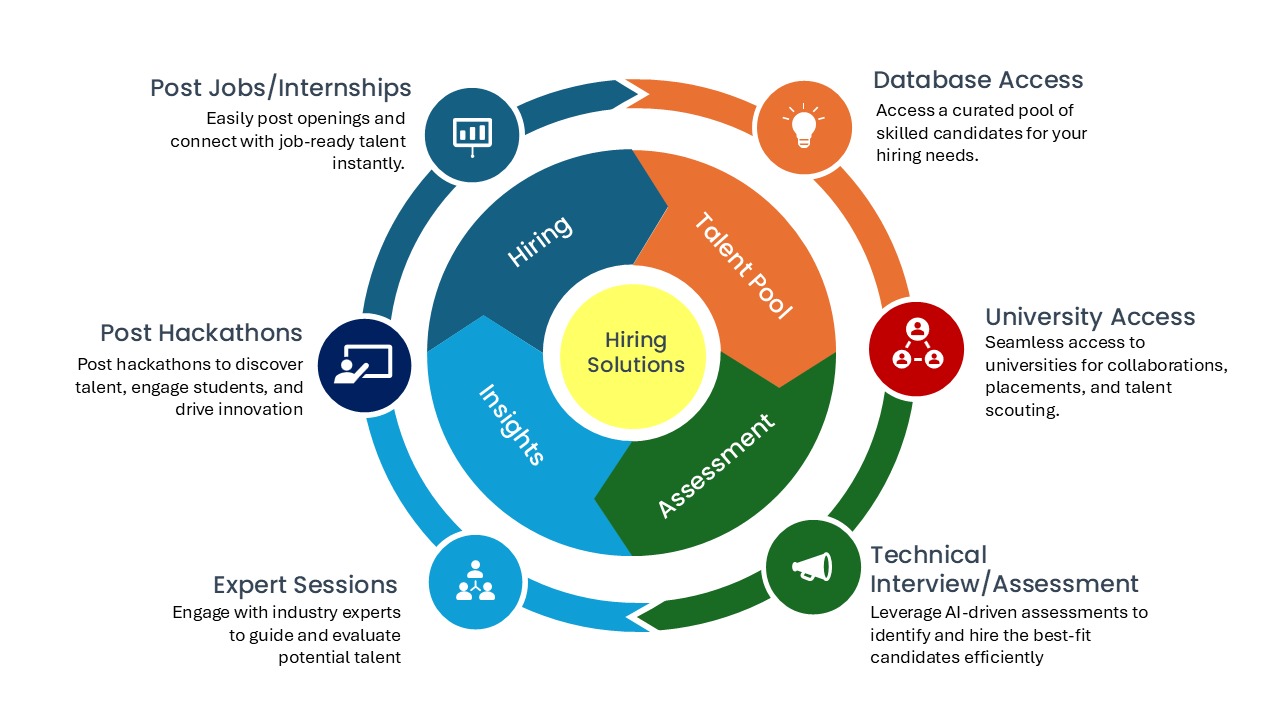 Post Jobs/Internships
Easily post openings and
connect with job-ready talent
instantly.
Database Access
Access a curated pool of
skilled candidates for your
hiring needs.
Hiring
Talent Pool
Hiring
Solutions
Insights
Assessment
Post Hackathons
Post hackathons to discover
talent, engage students, and
drive innovation
University Access
Seamless access to
universities for collaborations,
placements, and talent
scouting.
Expert Sessions
Engage with industry experts
to guide and evaluate
potential talent
Technical
Interview/Assessment
Leverage AI-driven assessments to
identify and hire the best-fit
candidates efficiently